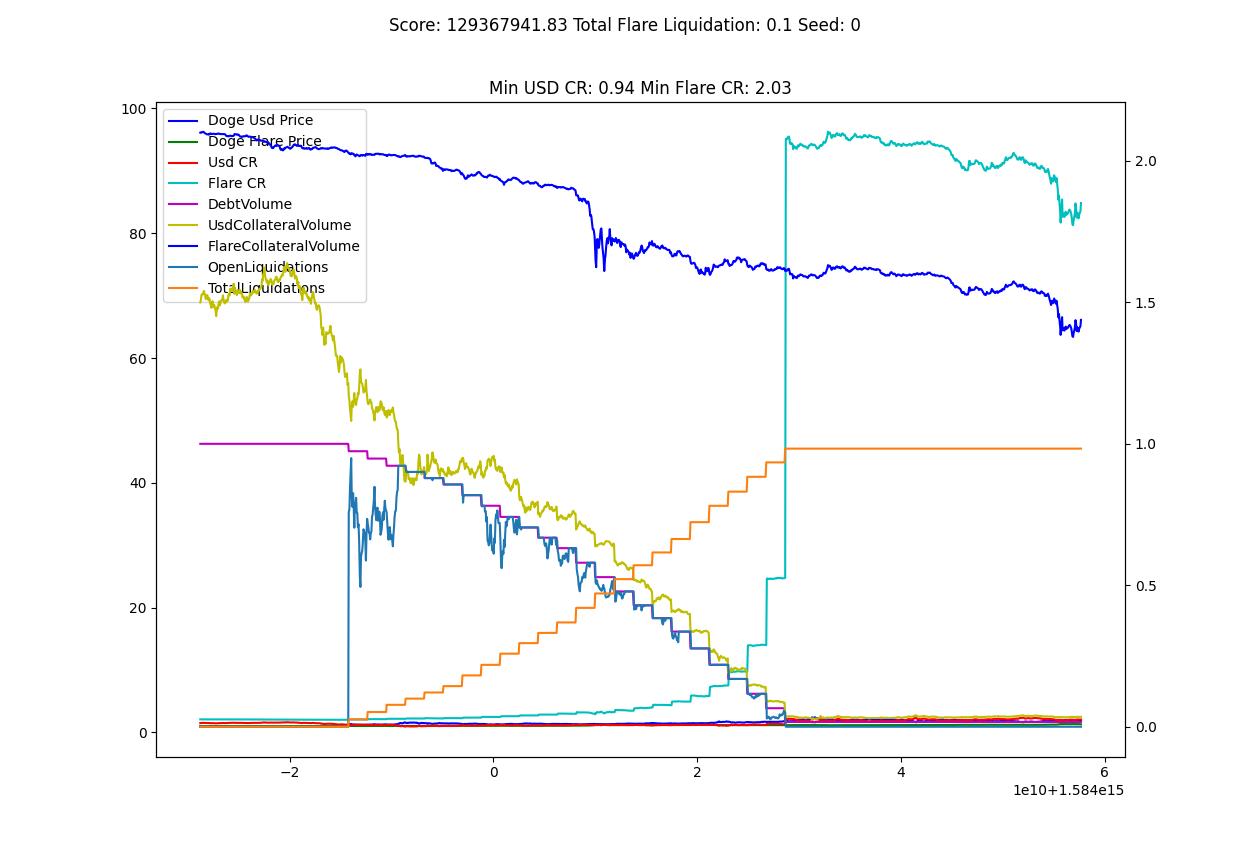 Score: 129367941.83 Total Flare Liquidation: 0.1 Seed: 0
Min USD CR: 0.94 Min Flare CR: 2.03
Doge Usd Price
Doge Flare Price
Usd CR
Flare CR
DebtVolume
UsdCollateralVolume
FlareCollateralVolume
OpenLiquidations
TotalLiquidations
100
80
60
40
20
0
2.0
1.5
1.0
0.5
0.0
−2
0
2
4
6
1e10+1.584e15